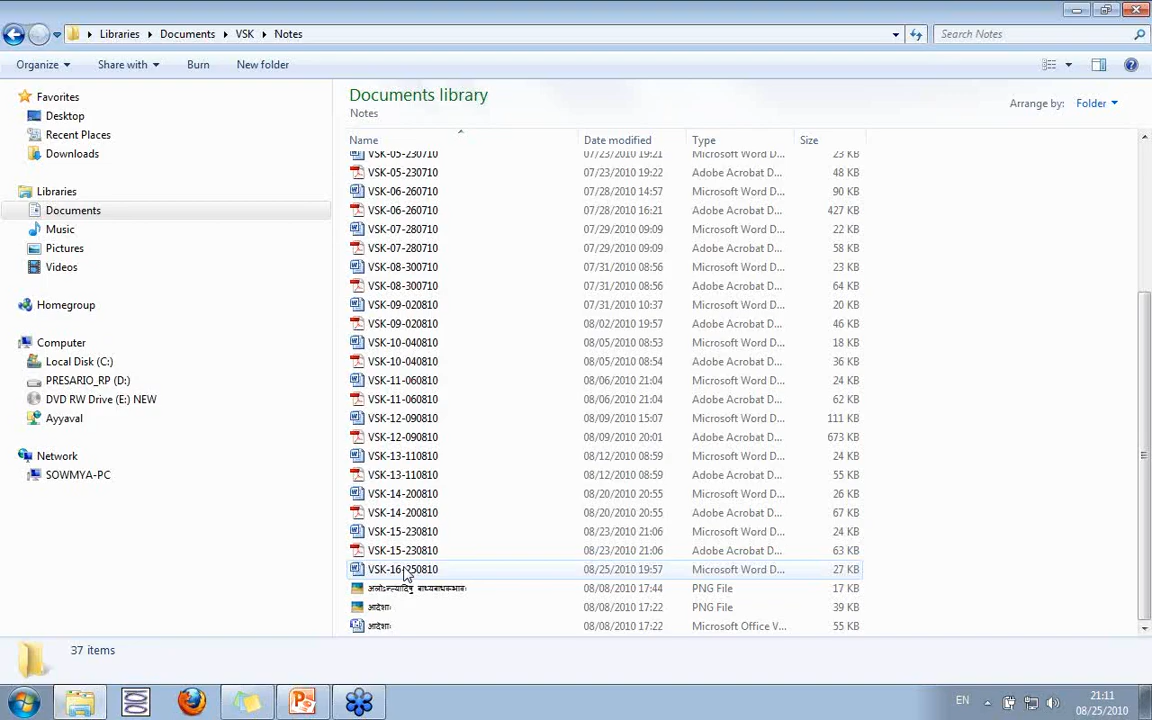 Libraries Documents VSK Notes
Search Notes
Organize Share with Burn New folder
Favorites
Desktop
Recent Places
Downloads
Libraries
Documents
Music
Pictures
Videos
Homegroup
Computer
Local Disk (C:)
PRESARIO_RP (D:)
DVD RW Drive (E:) NEW
Ayyaval
Network
SOWMYA-PC
Documents library
Notes
Arrange by: Folder
Name Date modified Type Size
VSK-05-230710 07/23/2010 19:21 Microsoft Word D... 23 KB
VSK-05-230710 07/23/2010 19:22 Adobe Acrobat D... 48 KB
VSK-06-260710 07/28/2010 14:57 Microsoft Word D... 90 KB
VSK-06-260710 07/28/2010 16:21 Adobe Acrobat D... 427 KB
VSK-07-280710 07/29/2010 09:09 Microsoft Word D... 22 KB
VSK-07-280710 07/29/2010 09:09 Adobe Acrobat D... 58 KB
VSK-08-300710 07/31/2010 08:56 Microsoft Word D... 23 KB
VSK-08-300710 07/31/2010 08:56 Adobe Acrobat D... 64 KB
VSK-09-020810 07/31/2010 10:37 Microsoft Word D... 20 KB
VSK-09-020810 08/02/2010 19:57 Adobe Acrobat D... 46 KB
VSK-10-040810 08/05/2010 08:53 Microsoft Word D... 18 KB
VSK-10-040810 08/05/2010 08:54 Adobe Acrobat D... 36 KB
VSK-11-060810 08/06/2010 21:04 Microsoft Word D... 24 KB
VSK-11-060810 08/06/2010 21:04 Adobe Acrobat D... 62 KB
VSK-12-090810 08/09/2010 15:07 Microsoft Word D... 111 KB
VSK-12-090810 08/09/2010 20:01 Adobe Acrobat D... 673 KB
VSK-13-110810 08/12/2010 08:59 Microsoft Word D... 24 KB
VSK-13-110810 08/12/2010 08:59 Adobe Acrobat D... 55 KB
VSK-14-200810 08/20/2010 20:55 Microsoft Word D... 26 KB
VSK-14-200810 08/20/2010 20:55 Adobe Acrobat D... 67 KB
VSK-15-230810 08/23/2010 21:06 Microsoft Word D... 24 KB
VSK-15-230810 08/23/2010 21:06 Adobe Acrobat D... 63 KB
VSK-16-250810 08/25/2010 19:57 Microsoft Word D... 27 KB
08/08/2010 17:44 PNG File 17 KB
आदेशः 08/08/2010 17:22 PNG File 39 KB
आदेशः 08/08/2010 17:22 Microsoft Office V... 55 KB
37 items
EN
21:11
08/25/2010